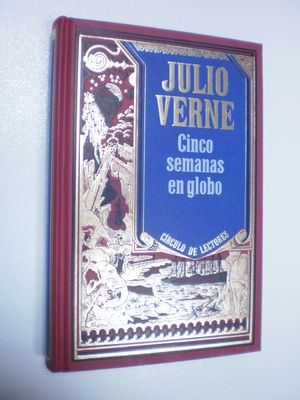 JULIO
VERNE
Cinco
semanas
en globo
CÍRCULO DE LECTORES